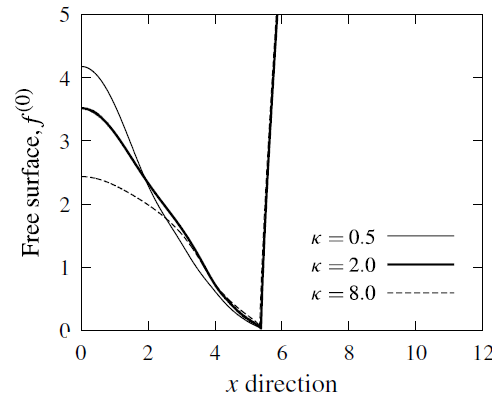 5
4
3
2
1
0
0
2
4
6
8
10
12
Free surface, f(0)
x direction
κ = 0.5
κ = 2.0
κ = 8.0